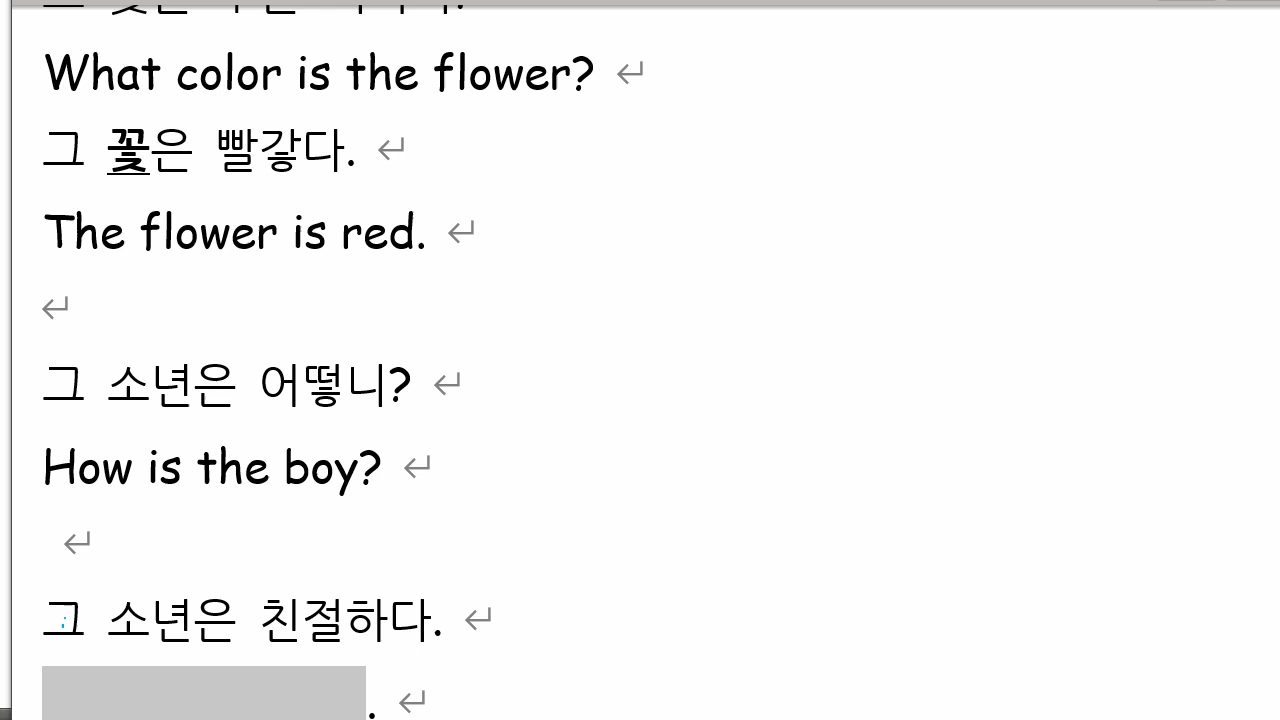 What color is the flower?
그 꽃은 빨갛다.
The flower is red.
그 소년은 어떻니?
How is the boy?
그 소년은 친절하다.
.